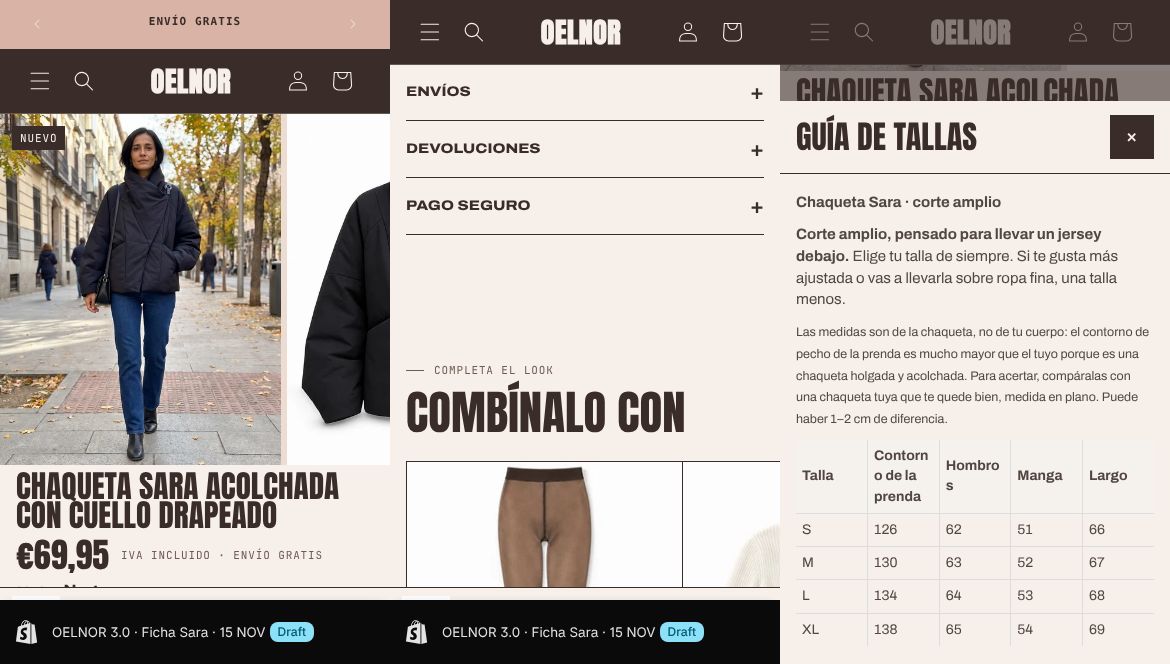 ENVÍO GRATIS
OELNOR
NUEVO
CHAQUETA SARA ACOLCHADA
CON CUELLO DRAPEADO
€69,95 IVA INCLUIDO · ENVÍO GRATIS
OELNOR 3.0 · Ficha Sara · 15 NOV Draft
OELNOR
ENVÍOS +
DEVOLUCIONES +
PAGO SEGURO +
COMPLETA EL LOOK
COMBÍNALO CON
OELNOR 3.0 · Ficha Sara · 15 NOV Draft
OELNOR
CHAQUETA SARA ACOLCHADA
GUÍA DE TALLAS ×
Chaqueta Sara · corte amplio
Corte amplio, pensado para llevar un jersey
debajo. Elige tu talla de siempre. Si te gusta más
ajustada o vas a llevarla sobre ropa fina, una talla
menos.
Las medidas son de la chaqueta, no de tu cuerpo: el contorno de
pecho de la prenda es mucho mayor que el tuyo porque es una
chaqueta holgada y acolchada. Para acertar, compáralas con
una chaqueta tuya que te quede bien, medida en plano. Puede
haber 1–2 cm de diferencia.
Talla Contorn
o de la
prenda Hombro
s Manga Largo
S 126 62 51 66
M 130 63 52 67
L 134 64 53 68
XL 138 65 54 69